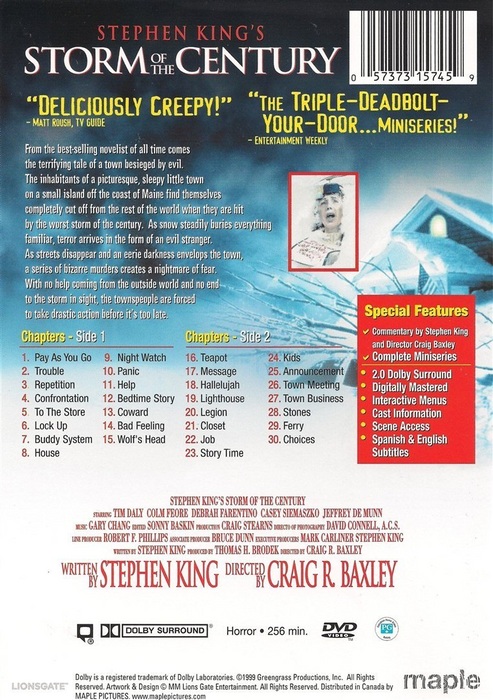 STEPHEN KING'S
STORM OF THE CENTURY
0 57373 15745 9
"DELICIOUSLY CREEPY!"
- MATT ROUSH, TV GUIDE
"THE TRIPLE-DEADBOLT-
YOUR-DOOR...MINISERIES!"
- ENTERTAINMENT WEEKLY
From the best-selling novelist of all time comes
the terrifying tale of a town besieged by evil.
The inhabitants of a picturesque, sleepy little town
on a small island off the coast of Maine find themselves
completely cut off from the rest of the world when they are hit
by the worst storm of the century. As snow steadily buries everything
familiar, terror arrives in the form of an evil stranger.
As streets disappear and an eerie darkness envelops the town,
a series of bizarre murders creates a nightmare of fear.
With no help coming from the outside world and no end
to the storm in sight, the townspeople are forced
to take drastic action before it's too late.
Chapters - Side 1
1. Pay As You Go
2. Trouble
3 Repetition
4. Confrontation
5 To The Store
6. Lock Up
7. Buddy System
8. House
9. Night Watch
10. Panic
11. Help
12. Bedtime Story
13. Coward
14. Bad Feeling
15. Wolf's Head
Chapters - Side 2
16. Teapot
17. Message
18. Hallelujah
19. Lighthouse
20. Legion
21. Closet
22. Job
23. Story Time
24. Kids
25. Announcement
26. Town Meeting
27. Town Business
28. Stones
29. Ferry
30. Choices
Special Features
Commentary by Stephen King
and Director Craig Baxley
Complete Miniseries
2.0 Dolby Surround
Digitally Mastered
Interactive Menus
Cast Information
Scene Access
Spanish & English
Subtitles
STEPHEN KING'S STORM OF THE CENTURY
STARRING TIM DALY COLM FEORE DEBRAH FARENTINO CASEY SIEMASZKO JEFFREY DE MUNN
MUSIC GARY CHANG EDITED SONNY BASKIN PRODUCTION CRAIG STEARNS DIRECTOR OF PHOTOGRAPHY DAVID CONNELL, A.C.S.
LINE PRODUCER ROBERT F. PHILLIPS ASSOCIATE PRODUCER BRUCE DUNN EXECUTIVE PRODUCERS MARK CARLINER STEPHEN KING
WRITTEN BY STEPHEN KING PRODUCED BY THOMAS H. BRODEK DIRECTED BY CRAIG R. BAXLEY
WRITTEN BY STEPHEN KING DIRECTED BY CRAIG R. BAXLEY
DOLBY SURROUND
Horror • 256 min.
DVD
VIDEO
PG
LIONSGATE
Dolby is a registered trademark of Dolby Laboratories. ©1999 Greengrass Productions, Inc. All Rights
Reserved. Artwork & Design © MM Lions Gate Entertainment. All Rights Reserved. Distributed in Canada by
MAPLE PICTURES. www.maplepictures.com
maple